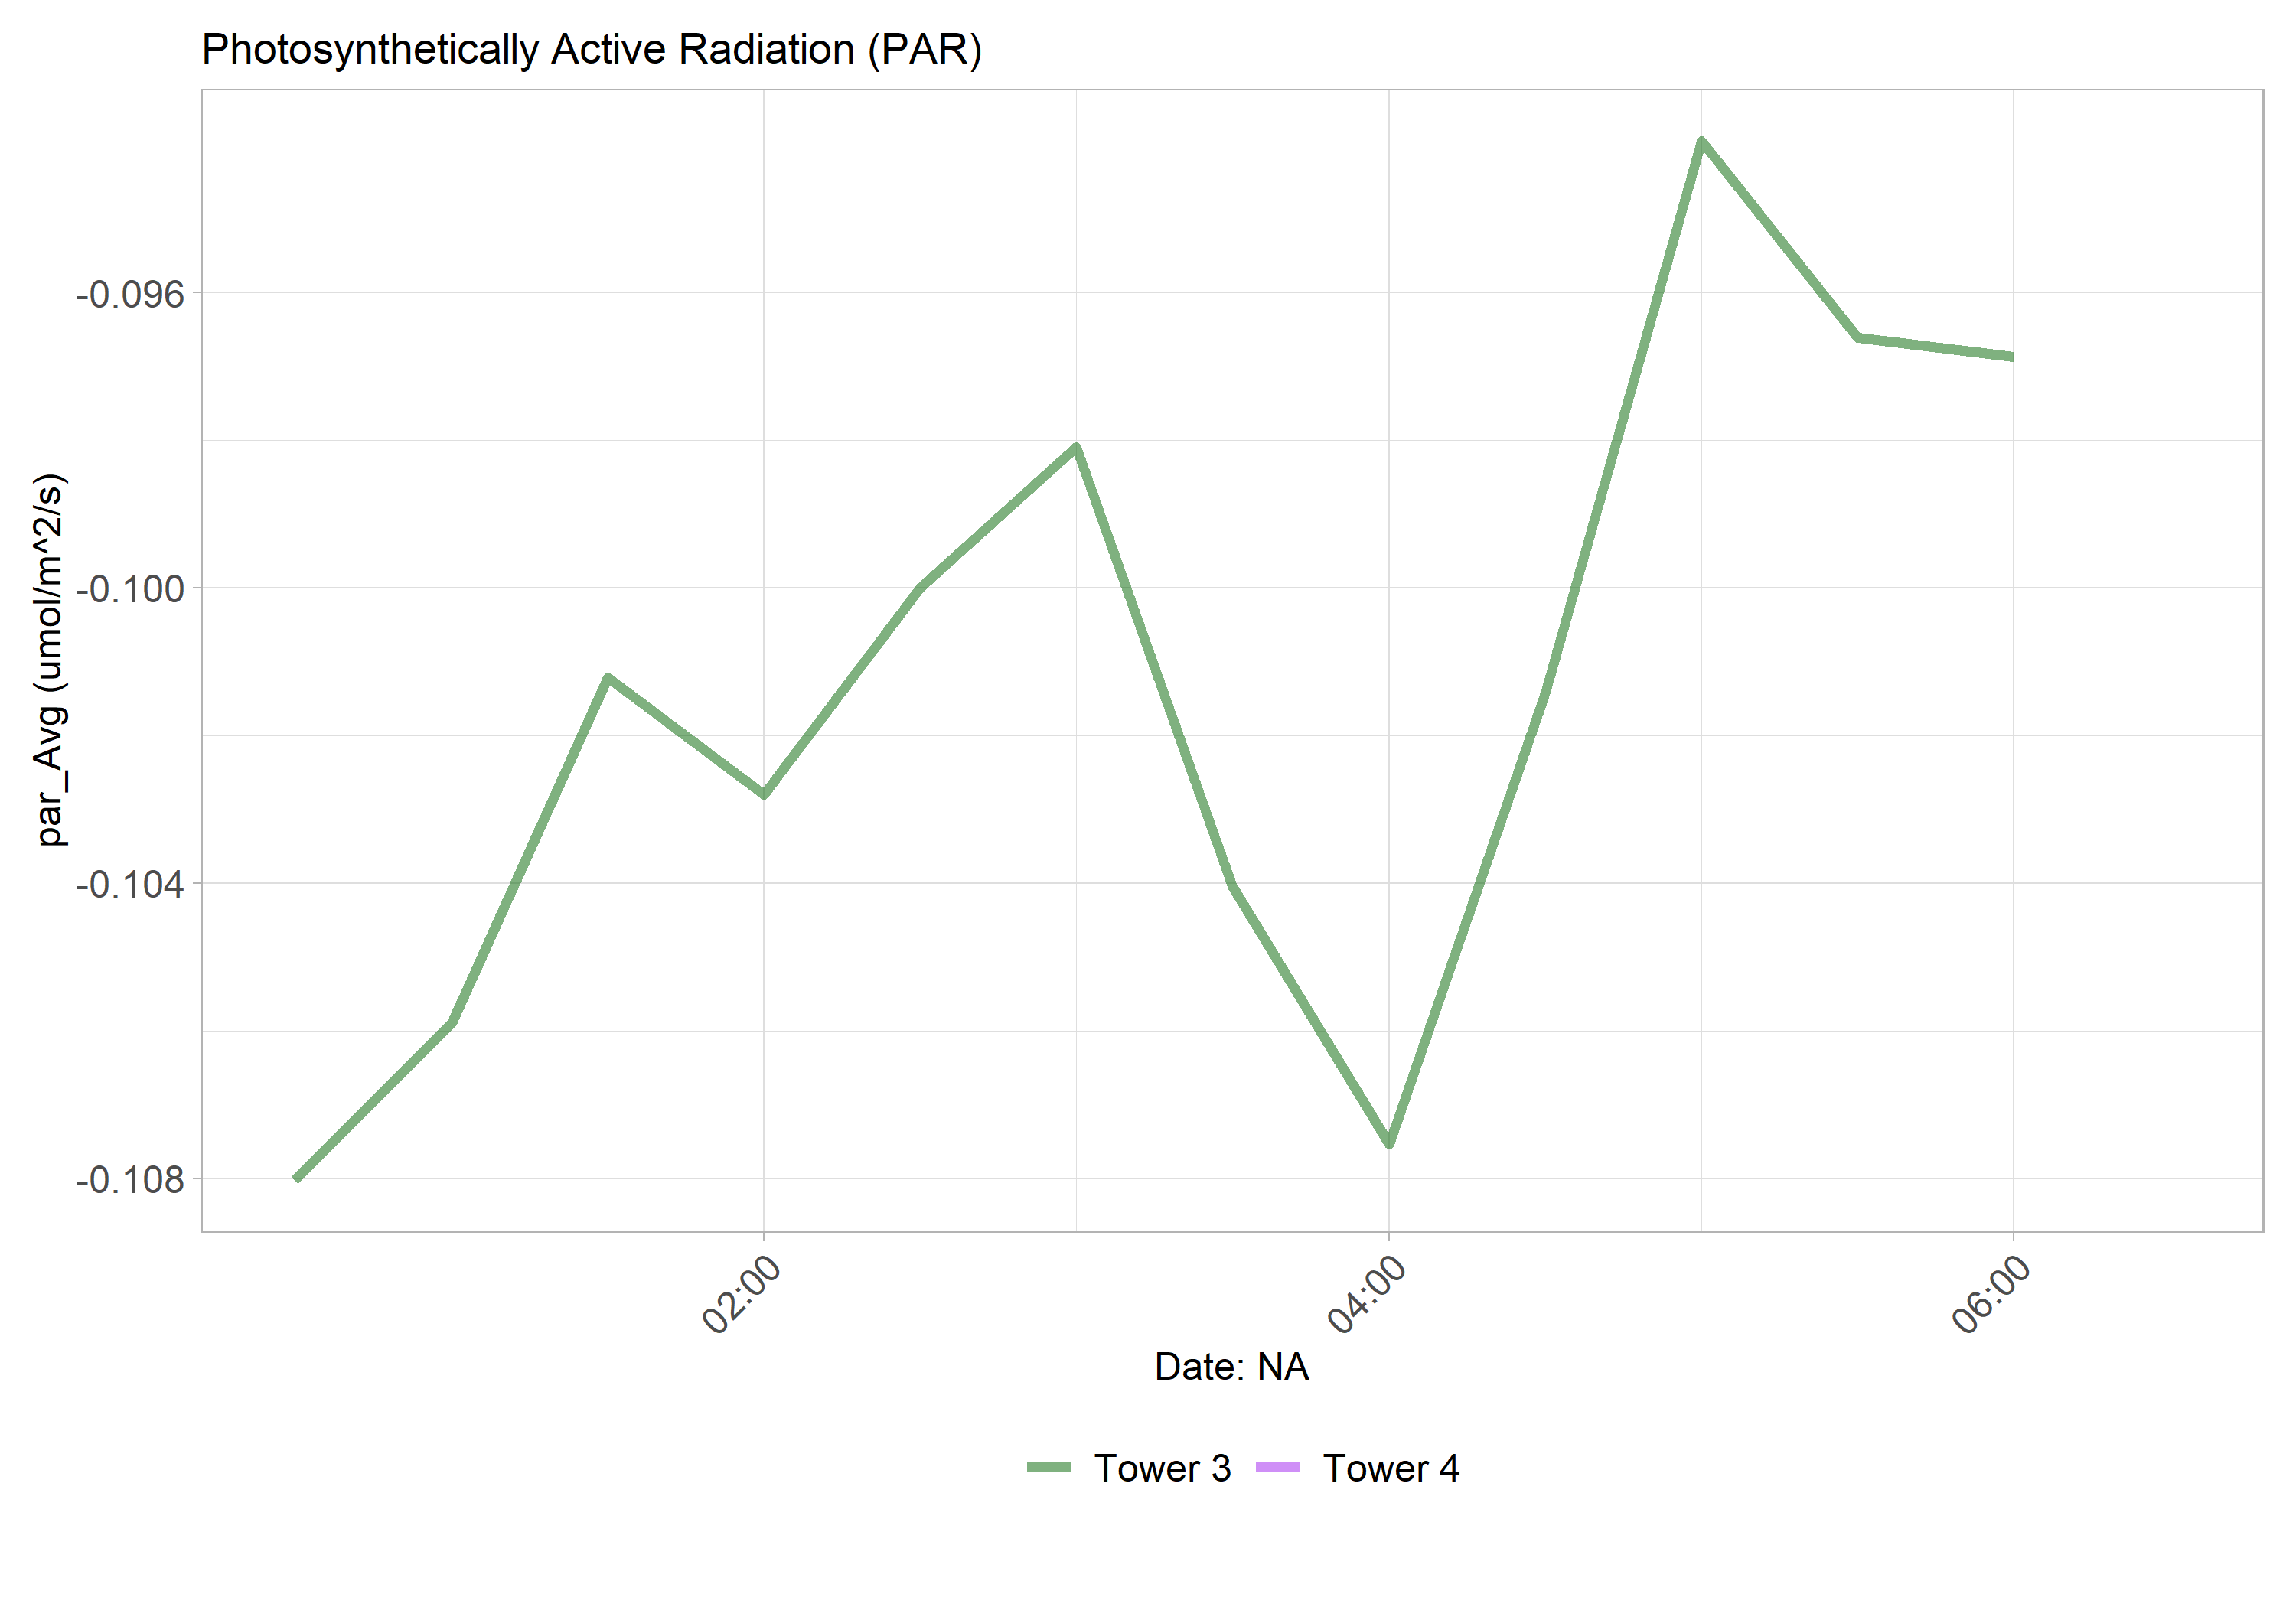 Photosynthetically Active Radiation (PAR)
par_Avg (umol/m^2/s)
-0.096
-0.100
-0.104
-0.108
02:00
04:00
06:00
Date: NA
Tower 3
Tower 4